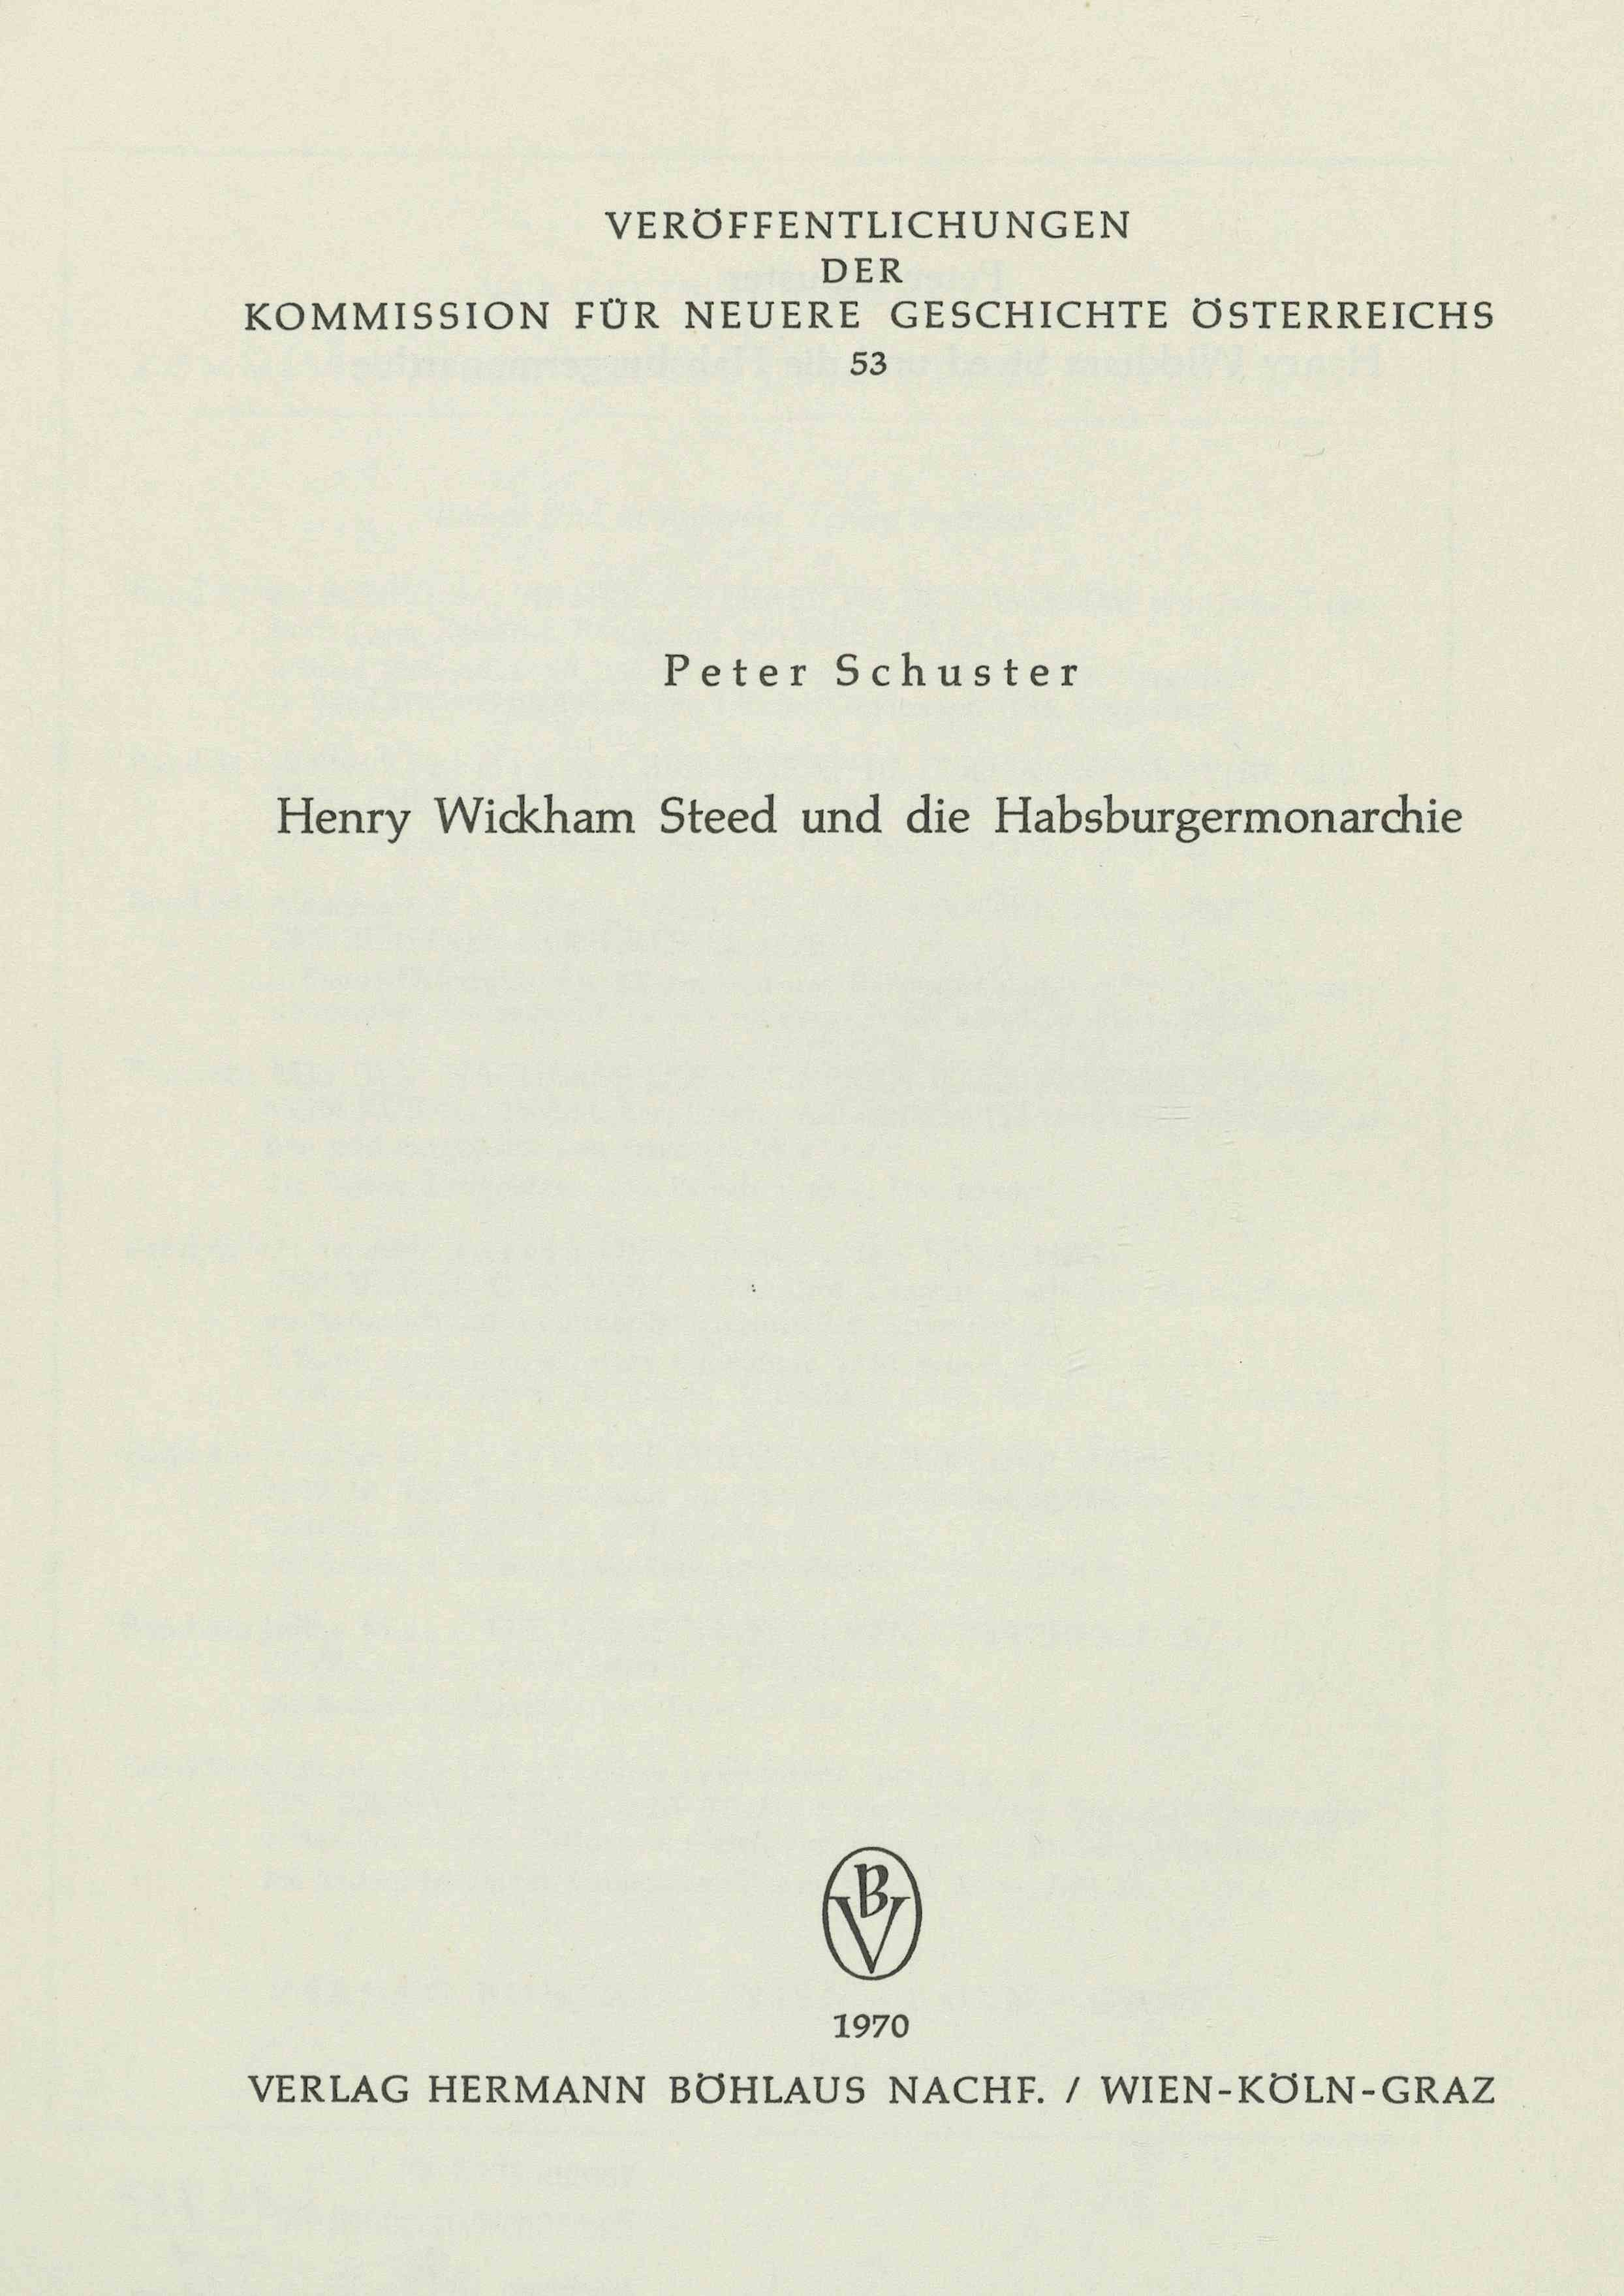 VERÖFFENTLICHUNGEN
DER
KOMMISSION FÜR NEUERE GESCHICHTE ÖSTERREICHS
53
Peter Schuster
Henry Wickham Steed und die Habsburgermonarchie
BV
1970
VERLAG HERMANN BÖHLAUS NACHF. / WIEN-KÖLN-GRAZ